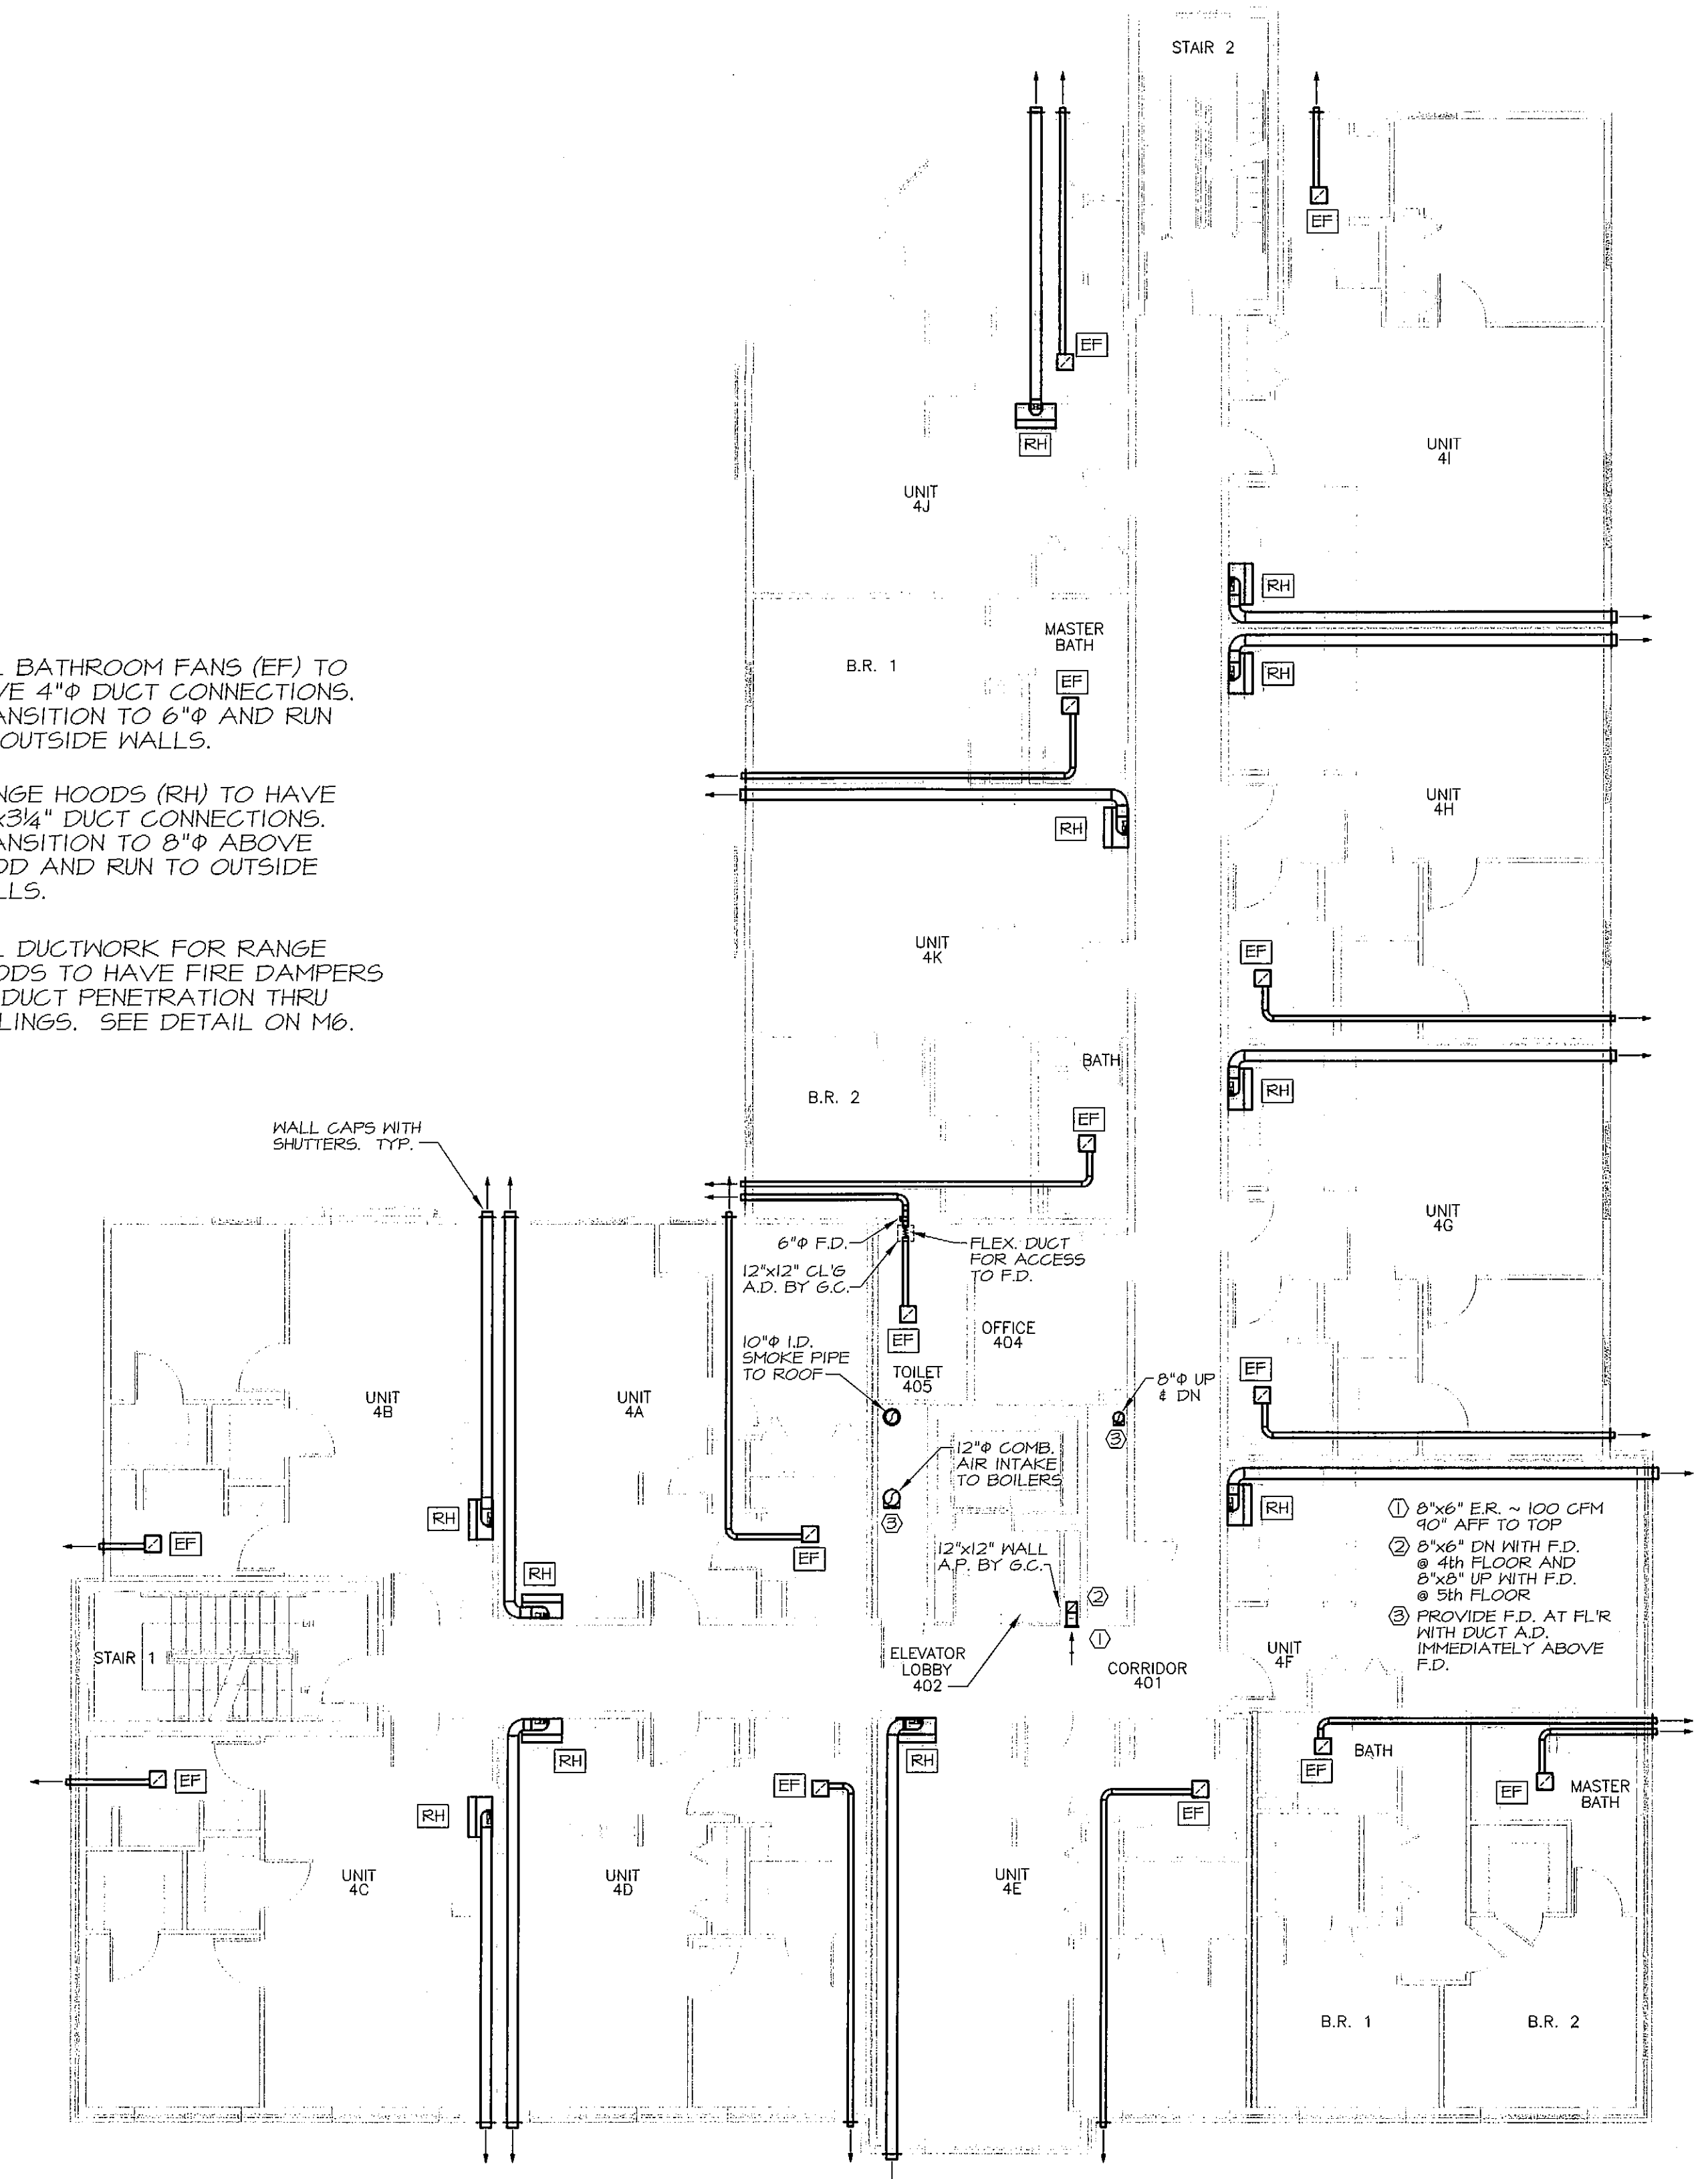 STAIR 2
EF
EF
RH
UNIT
4I
UNIT
4J
RH
MASTER
BATH
B.R. 1
EF
RH
BATHROOM FANS (EF) TO
4"Φ DUCT CONNECTIONS.
TO 6"Φ AND RUN
OUTSIDE WALLS.
HOODS (RH) TO HAVE
x3¼" DUCT CONNECTIONS.
TO 8"Φ ABOVE
AND RUN TO OUTSIDE
DUCTWORK FOR RANGE
TO HAVE FIRE DAMPERS
DUCT PENETRATION THRU
SEE DETAIL ON M6.
UNIT
4H
RH
UNIT
4K
EF
BATH
B.R. 2
RH
EF
WALL CAPS WITH
SHUTTERS. TYP.
UNIT
4G
6"Φ F.D.
12"x12" CL'G
A.D. BY G.C.
FLEX. DUCT
FOR ACCESS
TO F.D.
EF
OFFICE
404
10"Φ I.D.
SMOKE PIPE
TO ROOF
TOILET
405
8"Φ UP
& DN
EF
UNIT
4B
UNIT
4A
3
12"Φ COMB.
AIR INTAKE
TO BOILERS
3
RH
RH
EF
EF
1 8"x6" E.R. ~ 100 CFM
90" AFF TO TOP
2 8"x6" DN WITH F.D.
@ 4th FLOOR AND
8"x8" UP WITH F.D.
@ 5th FLOOR
3 PROVIDE F.D. AT FL'R
WITH DUCT A.D.
IMMEDIATELY ABOVE
F.D.
12"x12" WALL
A.P. BY G.C.
RH
2
1
STAIR 1
ELEVATOR
LOBBY
402
CORRIDOR
401
UNIT
4F
RH
RH
BATH
EF
EF
EF
EF
EF
MASTER
BATH
RH
UNIT
4C
UNIT
4D
UNIT
4E
B.R. 1
B.R. 2